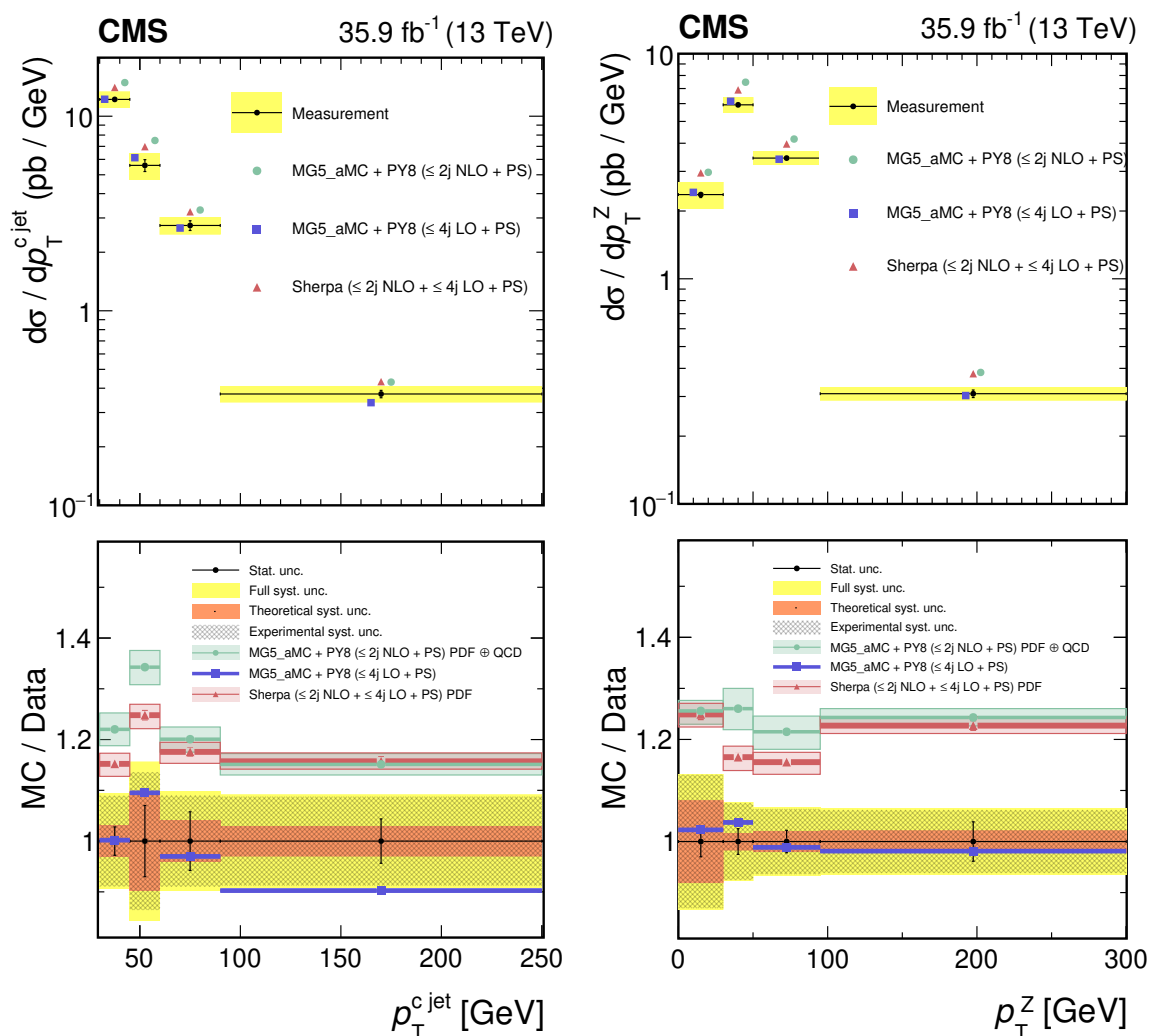 CMS 35.9 fb⁻¹ (13 TeV)
dσ / dp_T^{c jet} (pb / GeV)
10
1
10⁻¹
Measurement
MG5_aMC + PY8 (≤ 2j NLO + PS)
MG5_aMC + PY8 (≤ 4j LO + PS)
Sherpa (≤ 2j NLO + ≤ 4j LO + PS)
MC / Data
1.4
1.2
1
Stat. unc.
Full syst. unc.
Theoretical syst. unc.
Experimental syst. unc.
MG5_aMC + PY8 (≤ 2j NLO + PS) PDF ⊕ QCD
MG5_aMC + PY8 (≤ 4j LO + PS)
Sherpa (≤ 2j NLO + ≤ 4j LO + PS) PDF
50 100 150 200 250
p_T^{c jet} [GeV]
CMS 35.9 fb⁻¹ (13 TeV)
dσ / dp_T^Z (pb / GeV)
10
1
10⁻¹
Measurement
MG5_aMC + PY8 (≤ 2j NLO + PS)
MG5_aMC + PY8 (≤ 4j LO + PS)
Sherpa (≤ 2j NLO + ≤ 4j LO + PS)
MC / Data
1.4
1.2
1
Stat. unc.
Full syst. unc.
Theoretical syst. unc.
Experimental syst. unc.
MG5_aMC + PY8 (≤ 2j NLO + PS) PDF ⊕ QCD
MG5_aMC + PY8 (≤ 4j LO + PS)
Sherpa (≤ 2j NLO + ≤ 4j LO + PS) PDF
0 100 200 300
p_T^Z [GeV]